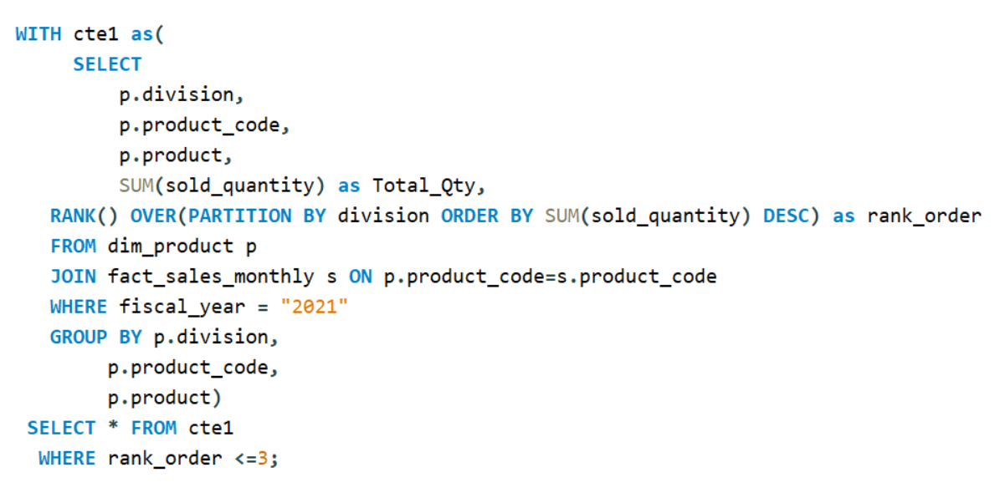 WITH cte1 as(
SELECT
p.division,
p.product_code,
p.product,
SUM(sold_quantity) as Total_Qty,
RANK() OVER(PARTITION BY division ORDER BY SUM(sold_quantity) DESC) as rank_order
FROM dim_product p
JOIN fact_sales_monthly s ON p.product_code=s.product_code
WHERE fiscal_year = "2021"
GROUP BY p.division,
p.product_code,
p.product)
SELECT * FROM cte1
WHERE rank_order <=3;